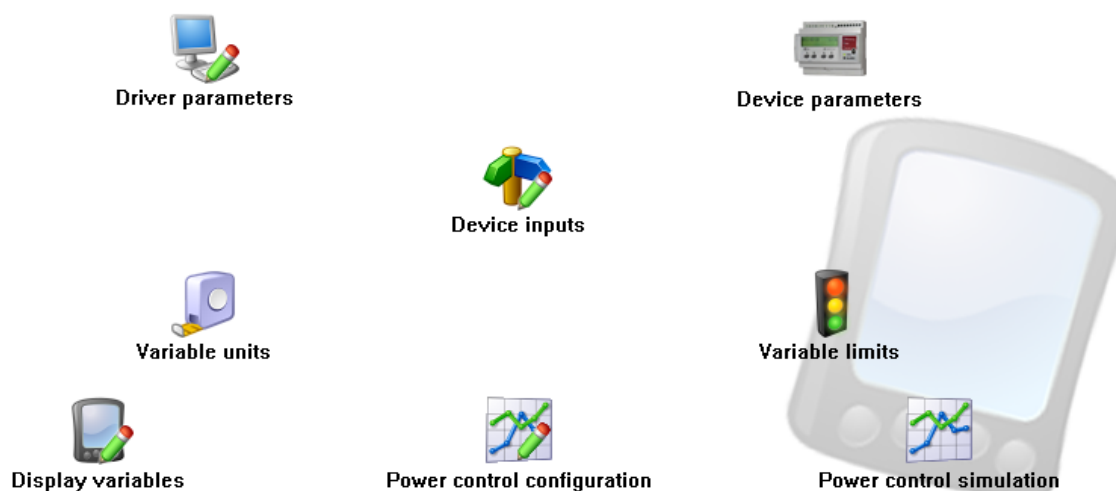 Driver parameters
Device parameters
Device inputs
Variable units
Variable limits
Display variables
Power control configuration
Power control simulation